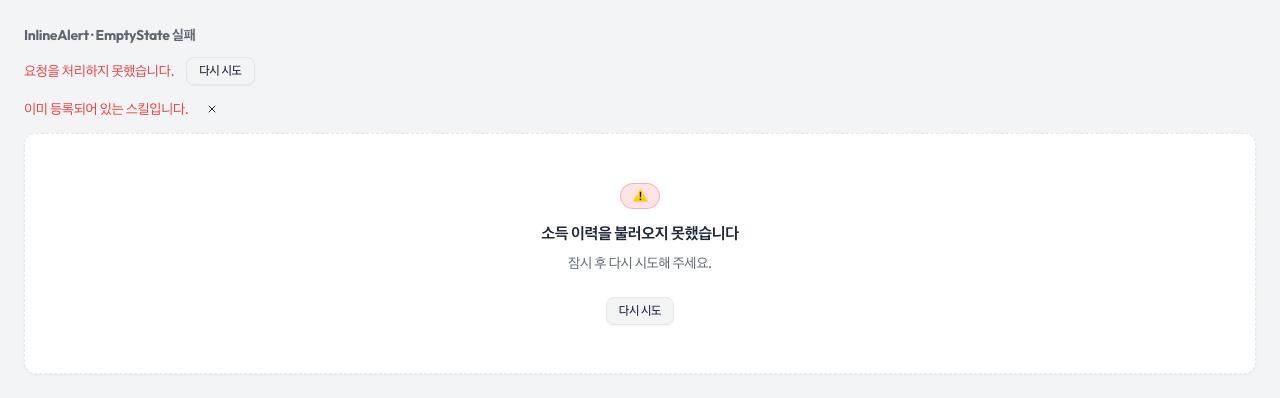 InlineAlert · EmptyState 실패
요청을 처리하지 못했습니다. 다시 시도
이미 등록되어 있는 스킬입니다. ×
소득 이력을 불러오지 못했습니다
잠시 후 다시 시도해 주세요.
다시 시도